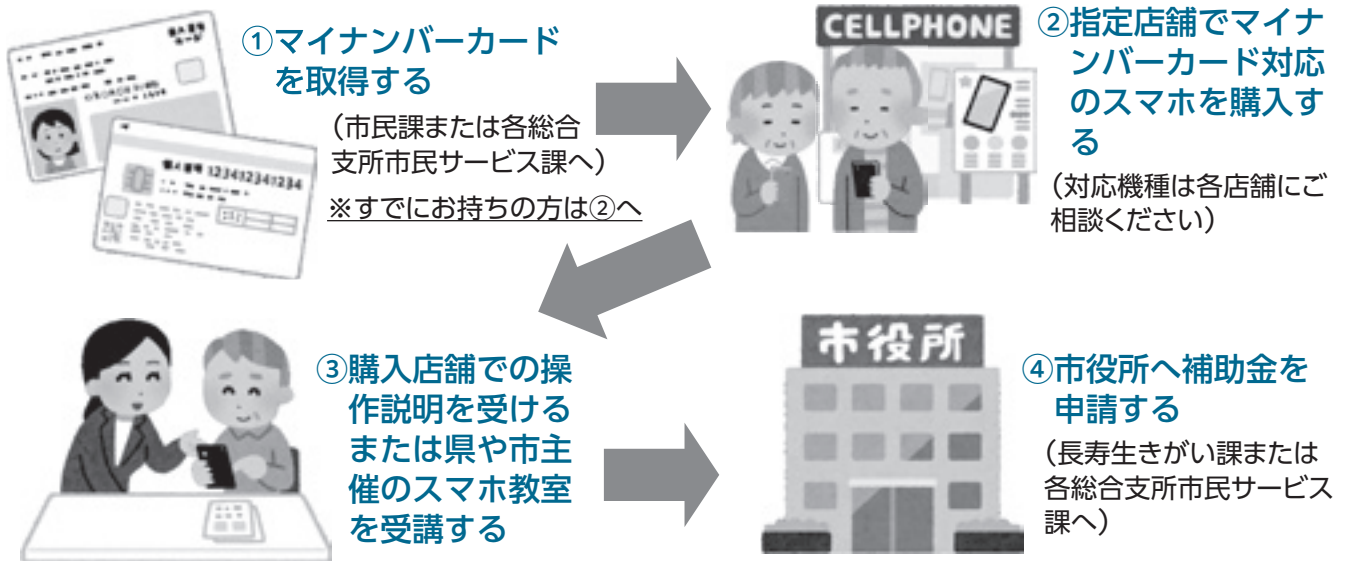 ①マイナンバーカード
を取得する
（市民課または各総合
支所市民サービス課へ）
※すでにお持ちの方は②へ
123412341234
CELLPHONE
②指定店舗でマイナ
ンバーカード対応
のスマホを購入す
る
（対応機種は各店舗にご
相談ください）
③購入店舗での操
作説明を受ける
または県や市主
催のスマホ教室
を受講する
市役所
④市役所へ補助金を
申請する
（長寿生きがい課または
各総合支所市民サービス
課へ）